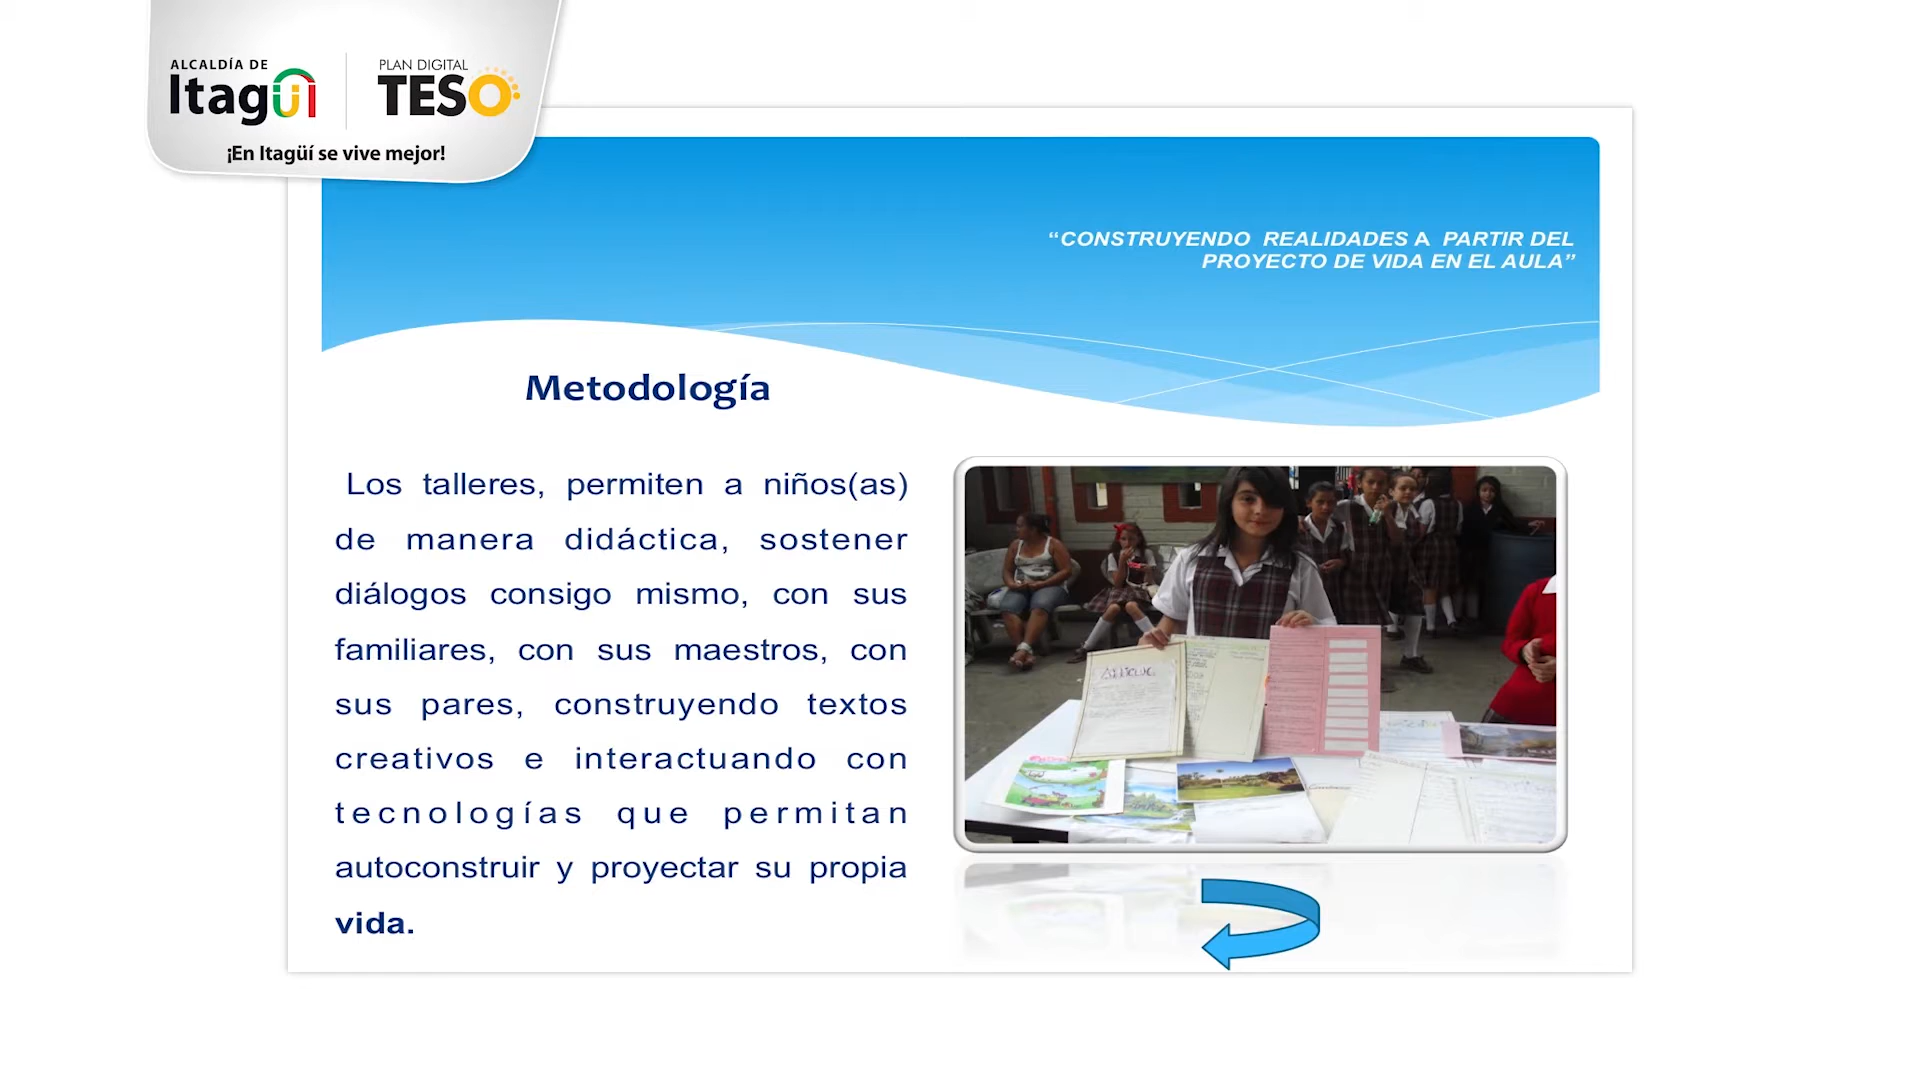 ALCALDÍA DE
Itagüi
PLAN DIGITAL
TESO
¡En Itagüí se vive mejor!
“CONSTRUYENDO REALIDADES A PARTIR DEL
PROYECTO DE VIDA EN EL AULA”
Metodología
Los talleres, permiten a niños(as)
de manera didáctica, sostener
diálogos consigo mismo, con sus
familiares, con sus maestros, con
sus pares, construyendo textos
creativos e interactuando con
tecnologías que permitan
autoconstruir y proyectar su propia
vida.